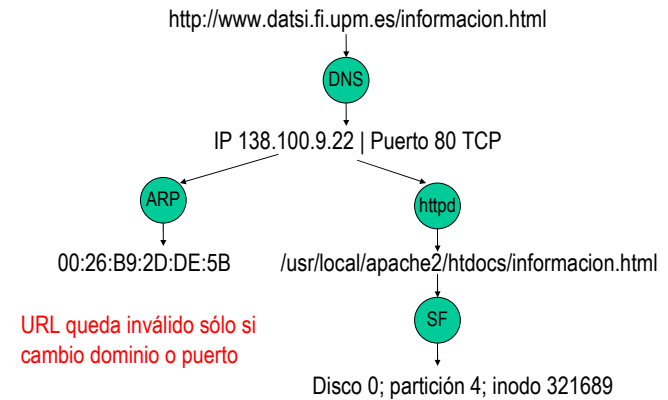 http://www.datsi.fi.upm.es/informacion.html
DNS
IP 138.100.9.22 | Puerto 80 TCP
ARP
httpd
00:26:B9:2D:DE:5B
/usr/local/apache2/htdocs/informacion.html
URL queda inválido sólo si
cambio dominio o puerto
SF
Disco 0; partición 4; inodo 321689